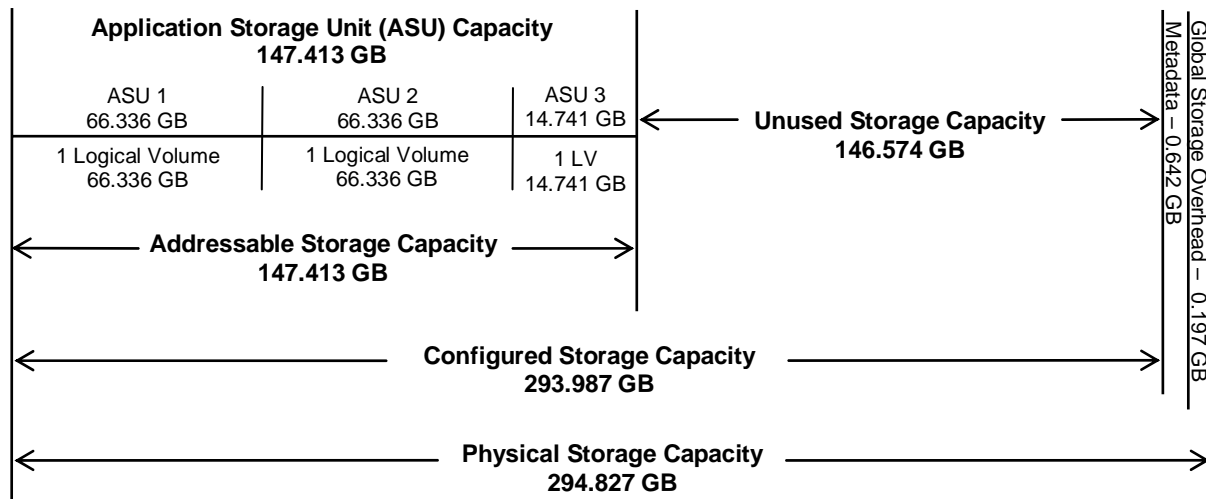 Application Storage Unit (ASU) Capacity
147.413 GB
ASU 1
66.336 GB
ASU 2
66.336 GB
ASU 3
14.741 GB
1 Logical Volume
66.336 GB
1 Logical Volume
66.336 GB
1 LV
14.741 GB
Unused Storage Capacity
146.574 GB
Addressable Storage Capacity
147.413 GB
Configured Storage Capacity
293.987 GB
Physical Storage Capacity
294.827 GB
Metadata – 0.642 GB
Global Storage Overhead – 0.197 GB